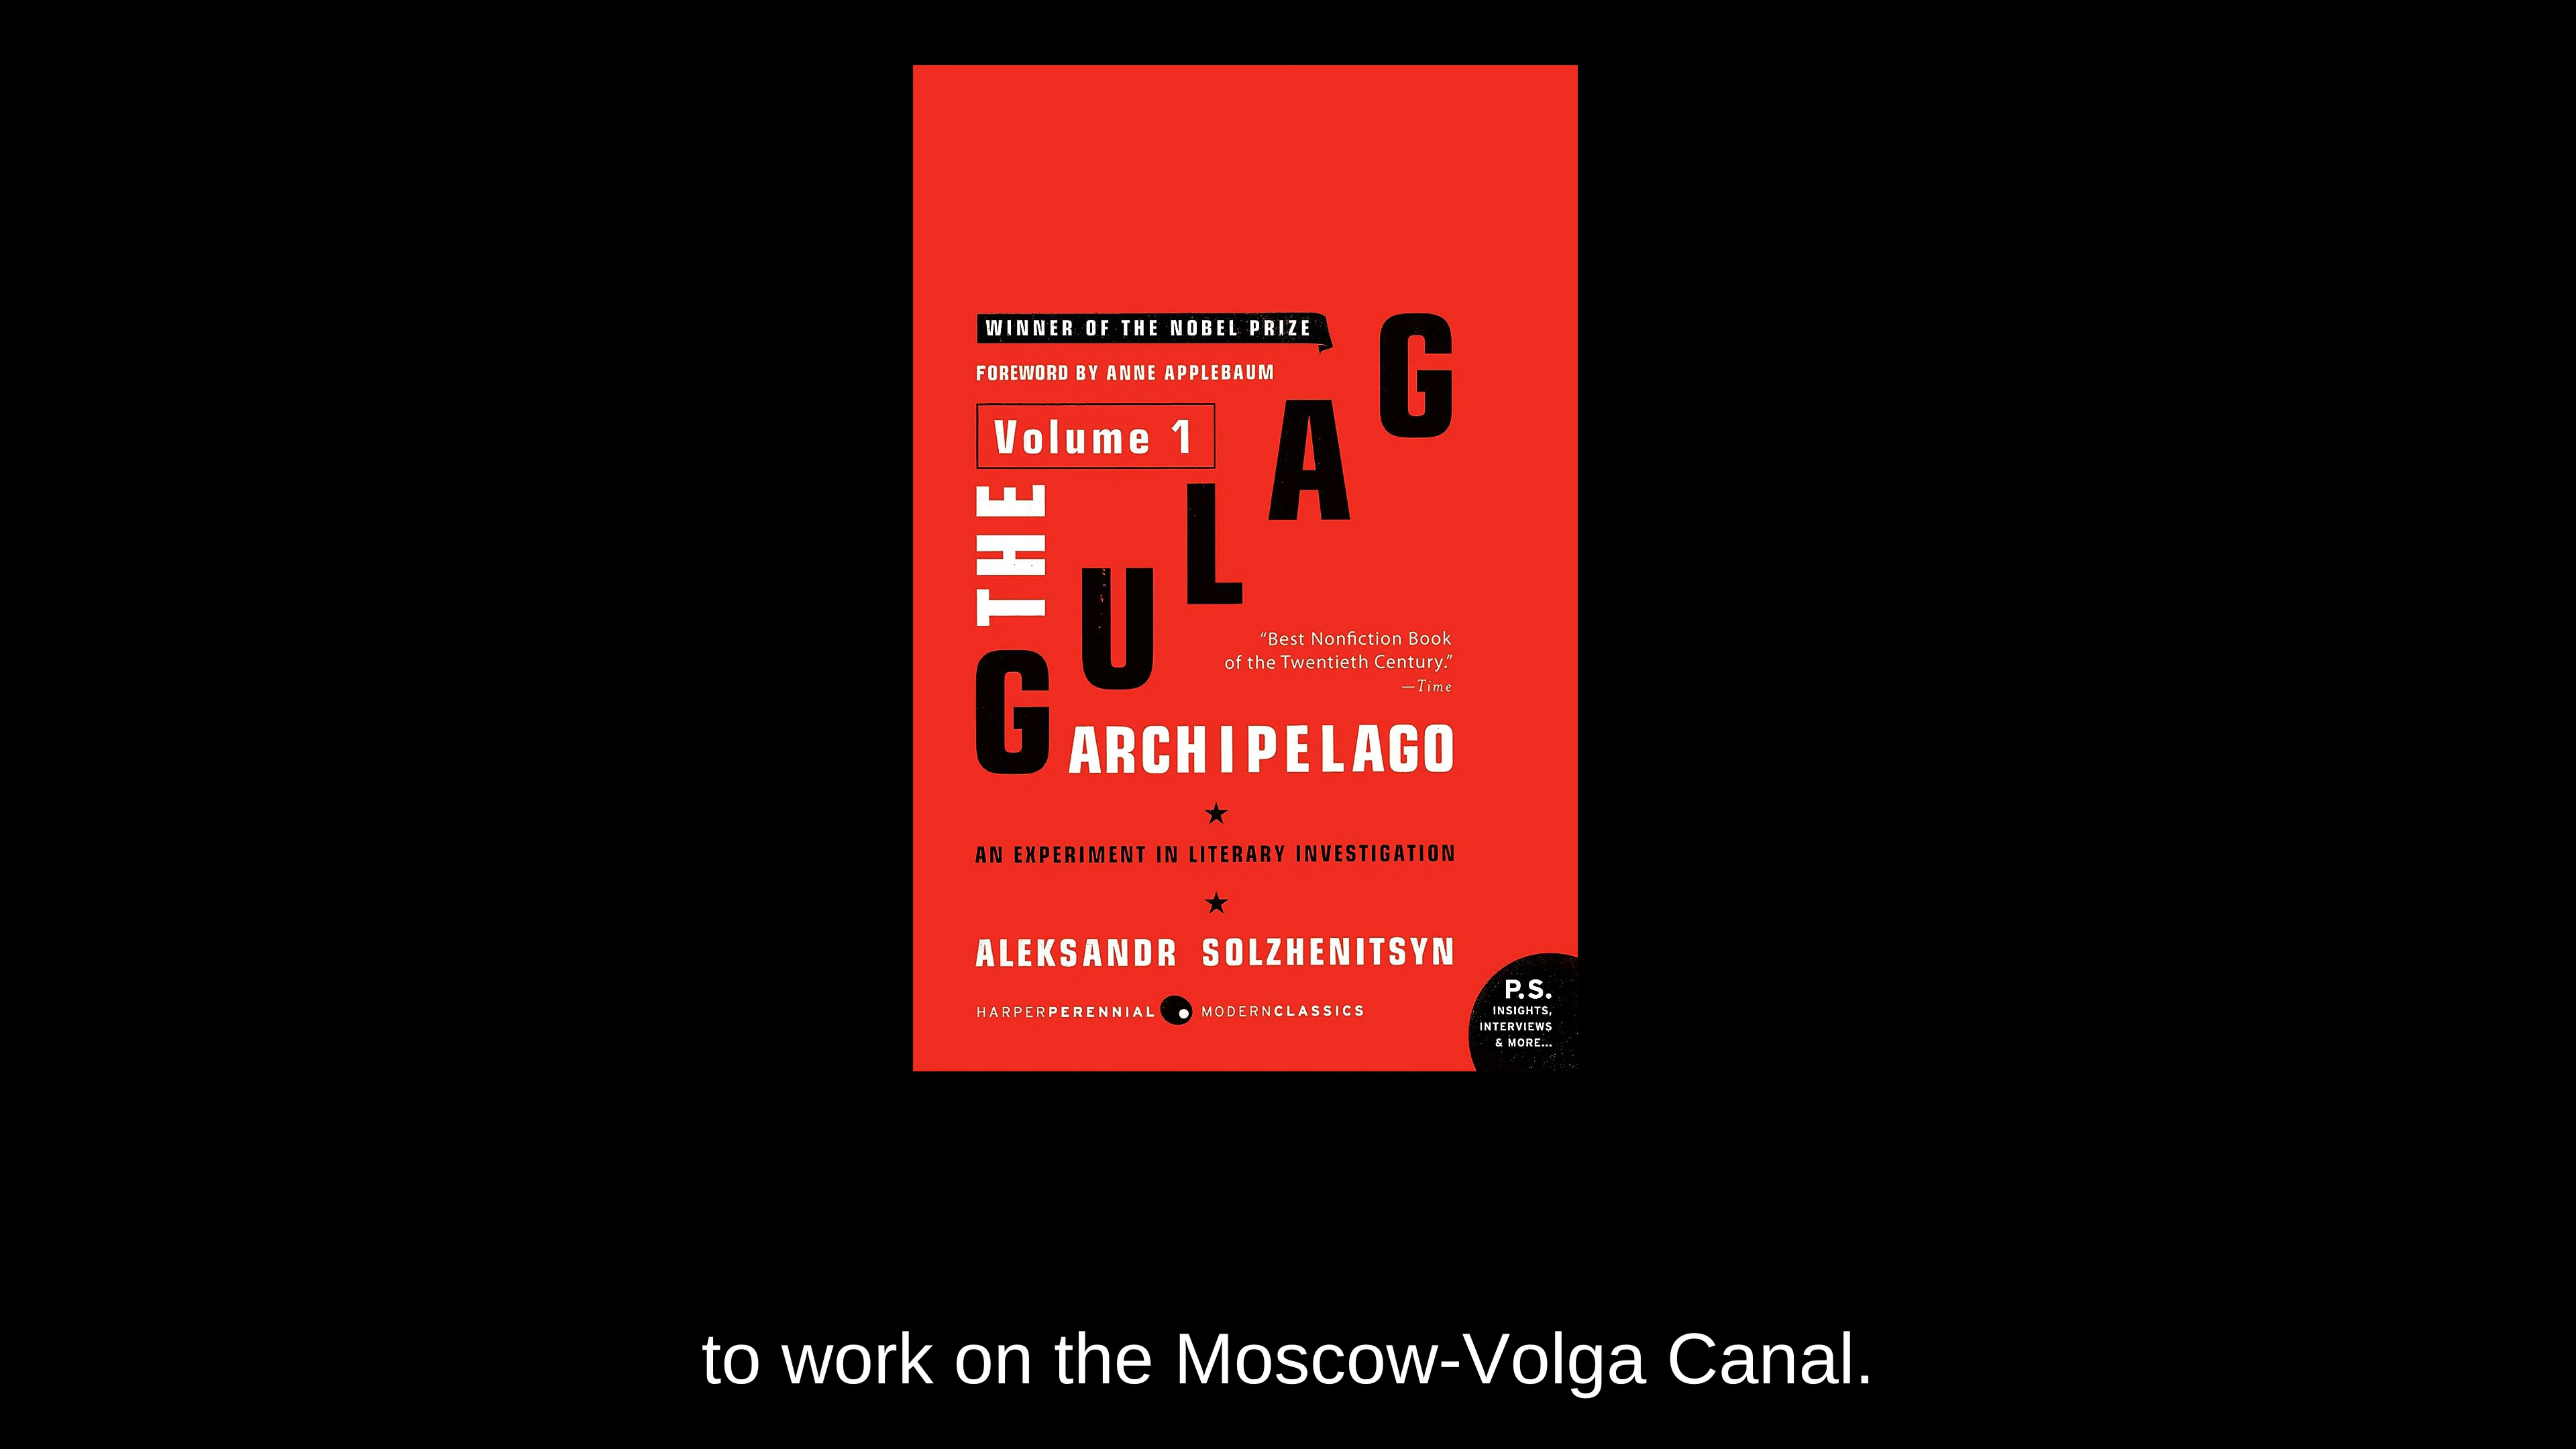 WINNER OF THE NOBEL PRIZE
FOREWORD BY ANNE APPLEBAUM
Volume 1
THE
GULAG
"Best Nonfiction Book
of the Twentieth Century."
—Time
ARCHIPELAGO
★
AN EXPERIMENT IN LITERARY INVESTIGATION
★
ALEKSANDR SOLZHENITSYN
HARPERPERENNIAL MODERNCLASSICS
P.S.
INSIGHTS,
INTERVIEWS
& MORE...
to work on the Moscow-Volga Canal.